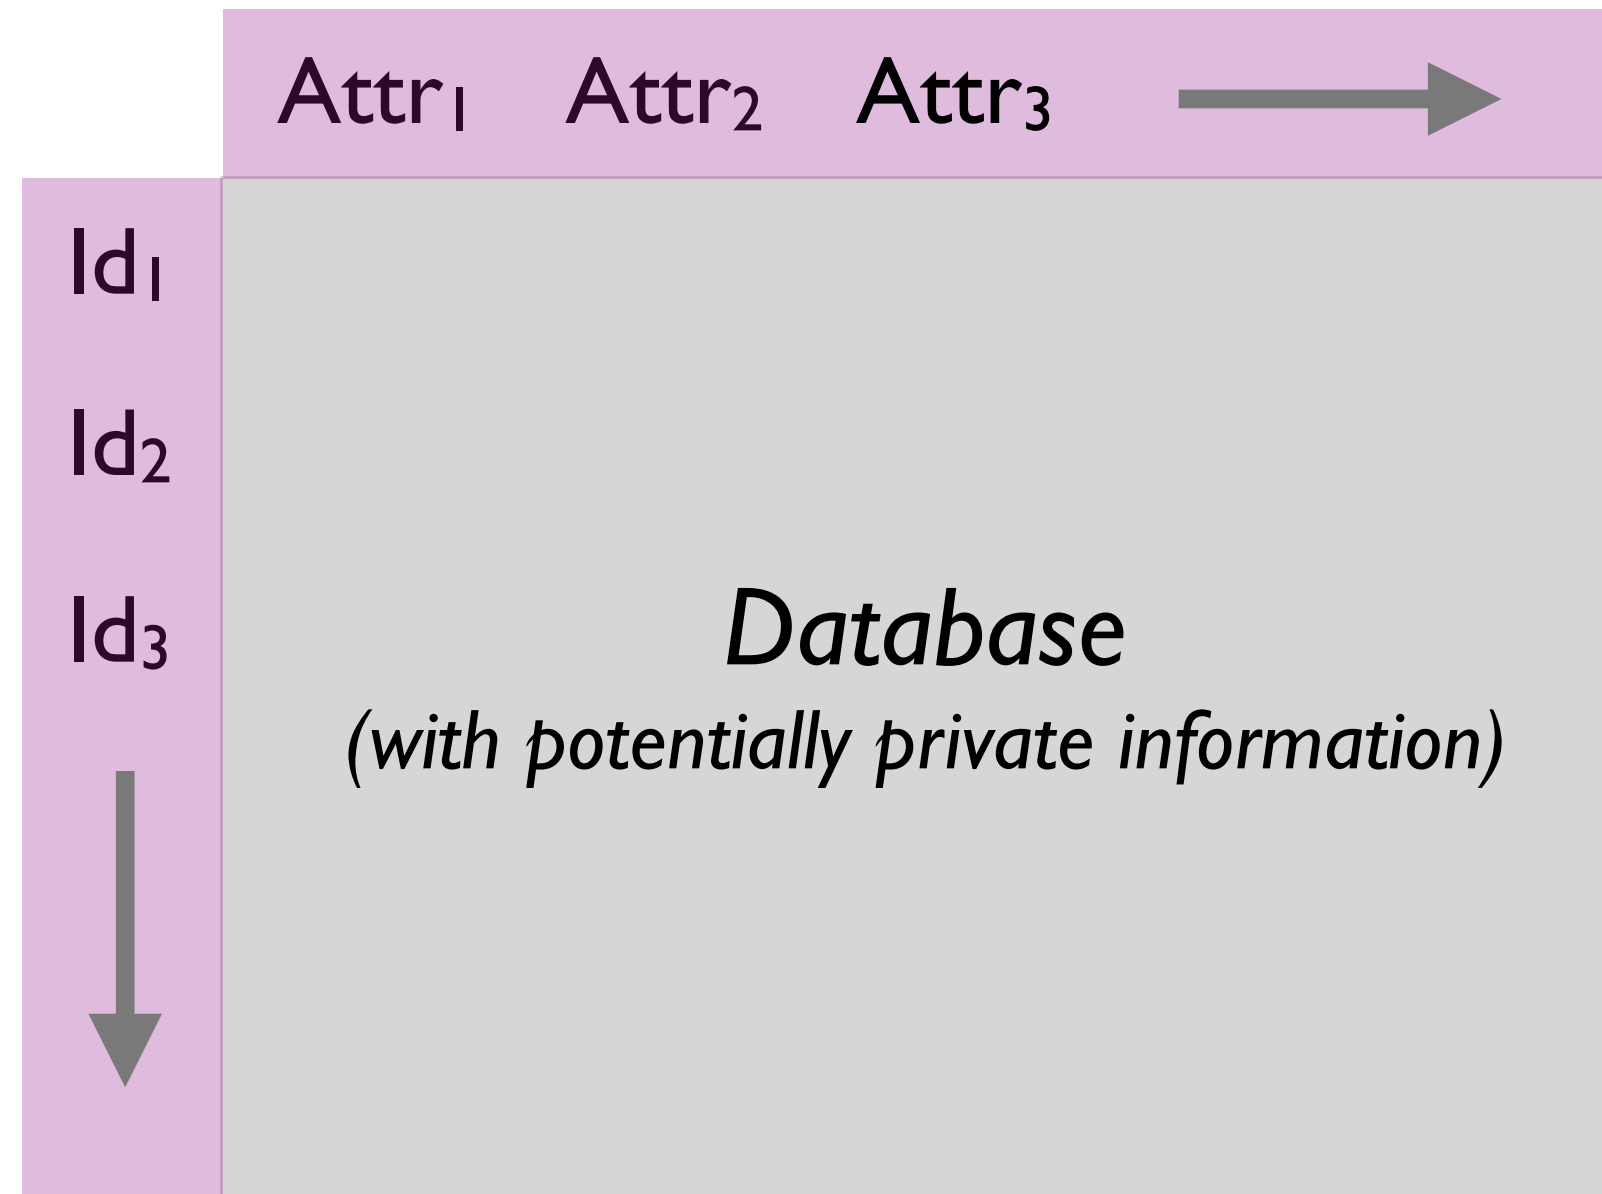 Attr₁ Attr₂ Attr₃
Id₁
Id₂
Id₃
Database
(with potentially private information)